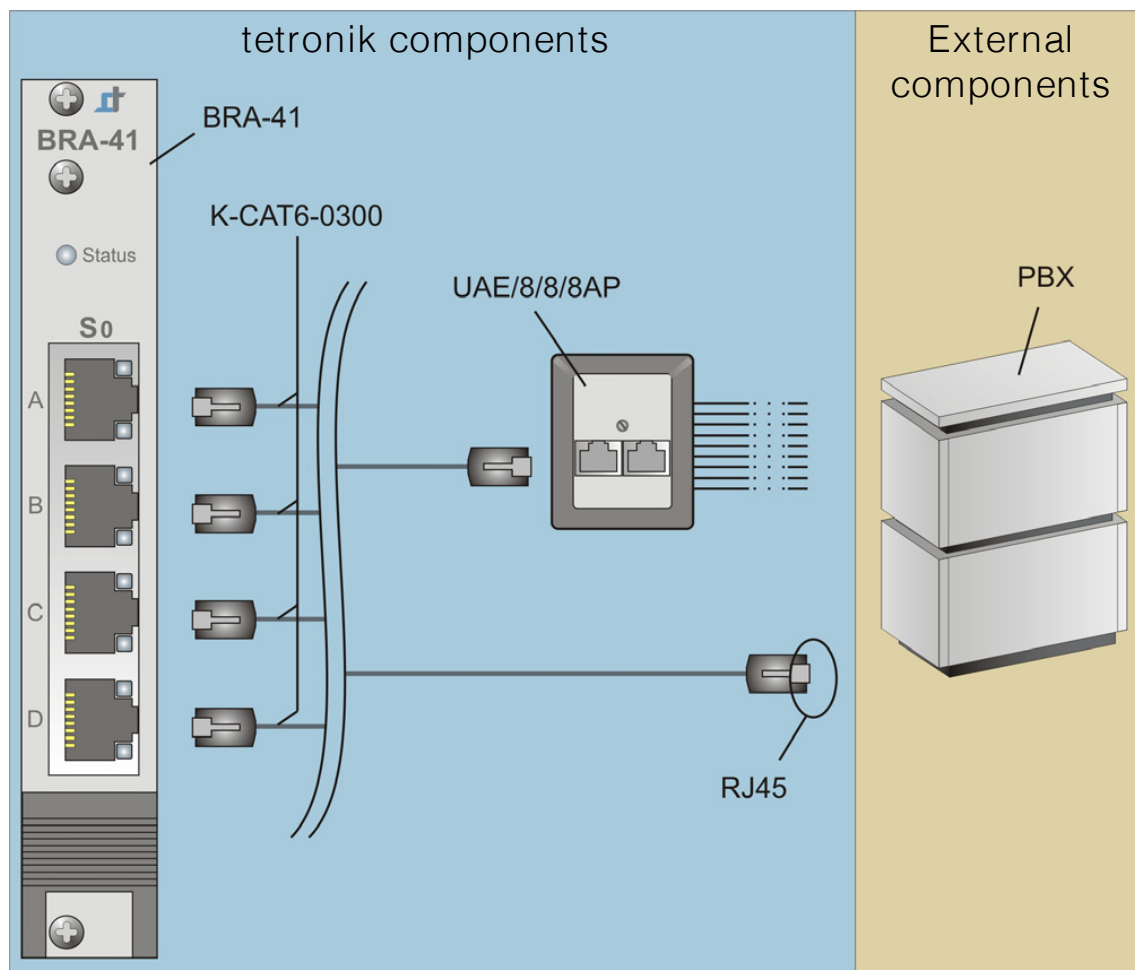 tetronik components
External
components
BRA-41
BRA-41
Status
S0
A
B
C
D
K-CAT6-0300
UAE/8/8/8AP
RJ45
PBX